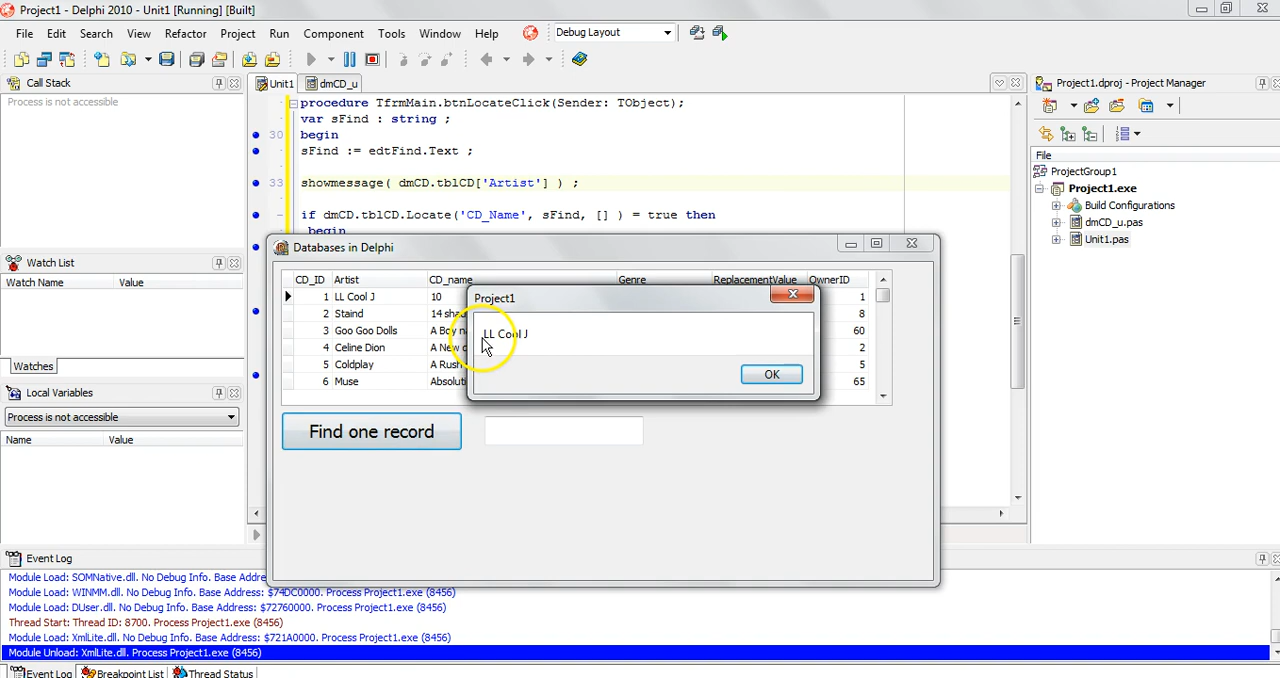 Project1 - Delphi 2010 - Unit1 [Running] [Built]
File Edit Search View Refactor Project Run Component Tools Window Help Debug Layout
Call Stack
Process is not accessible
Unit1 dmCD_u
procedure TfrmMain.btnLocateClick(Sender: TObject);
var sFind : string ;
30 begin
sFind := edtFind.Text ;
33 showmessage( dmCD.tblCD['Artist'] ) ;
if dmCD.tblCD.Locate('CD_Name', sFind, [] ) = true then
begin
Project1.dproj - Project Manager
File
ProjectGroup1
Project1.exe
Build Configurations
dmCD_u.pas
Unit1.pas
Watch List
Watch Name Value
Watches
Local Variables
Process is not accessible
Name Value
Databases in Delphi
CD_ID Artist CD_name Genre ReplacementValue OwnerID
1 LL Cool J 10 1
2 Staind 14 sha 8
3 Goo Goo Dolls A Boy na 60
4 Celine Dion A New 2
5 Coldplay A Rush 5
6 Muse Absoluti 65
Project1
LL Cool J
OK
Find one record
Event Log
Module Load: SOMNative.dll. No Debug Info. Base Address:
Module Load: WINMM.dll. No Debug Info. Base Address: $74DC0000. Process Project1.exe (8456)
Module Load: DUser.dll. No Debug Info. Base Address: $72760000. Process Project1.exe (8456)
Thread Start: Thread ID: 8700. Process Project1.exe (8456)
Module Load: XmlLite.dll. No Debug Info. Base Address: $721A0000. Process Project1.exe (8456)
Module Unload: XmlLite.dll. Process Project1.exe (8456)
Event Log Breakpoint List Thread Status